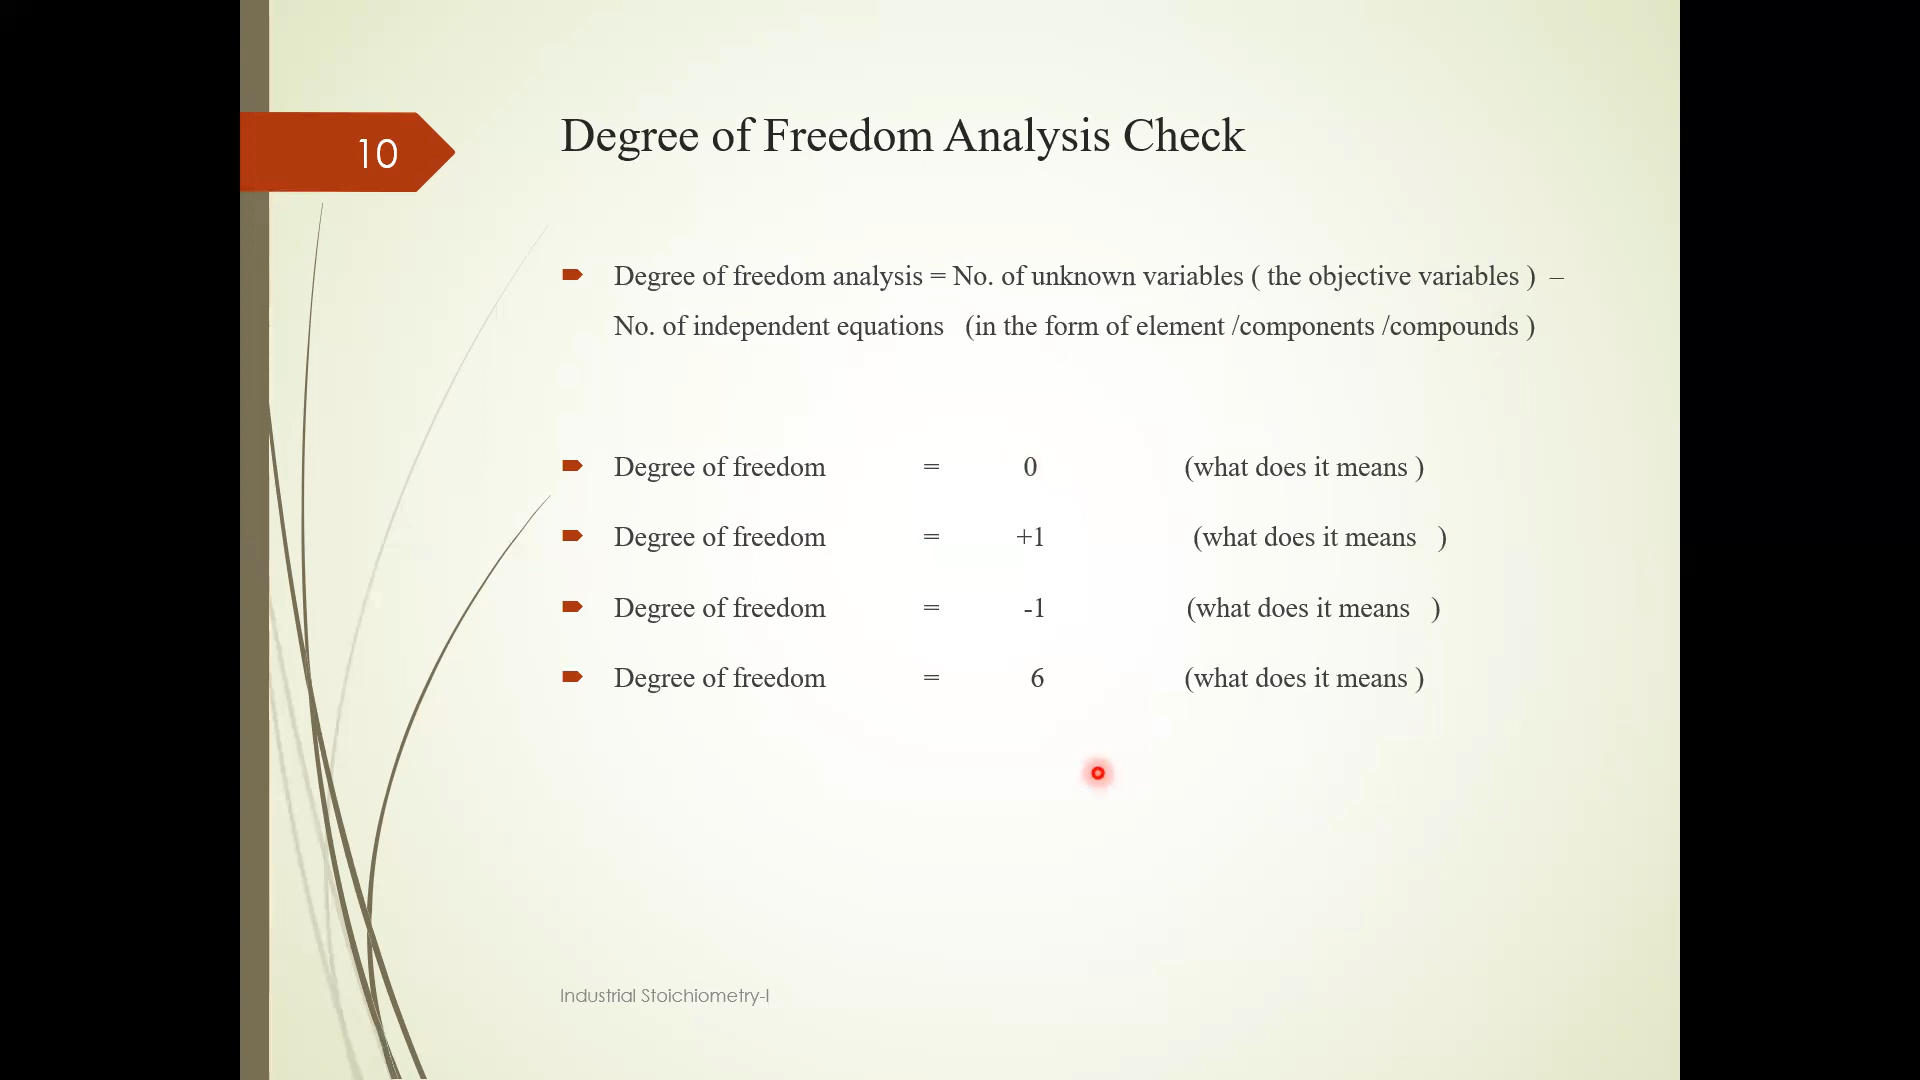 10
Degree of Freedom Analysis Check
Degree of freedom analysis = No. of unknown variables ( the objective variables ) –
No. of independent equations (in the form of element /components /compounds )
Degree of freedom = 0 (what does it means )
Degree of freedom = +1 (what does it means )
Degree of freedom = -1 (what does it means )
Degree of freedom = 6 (what does it means )
Industrial Stoichiometry-I